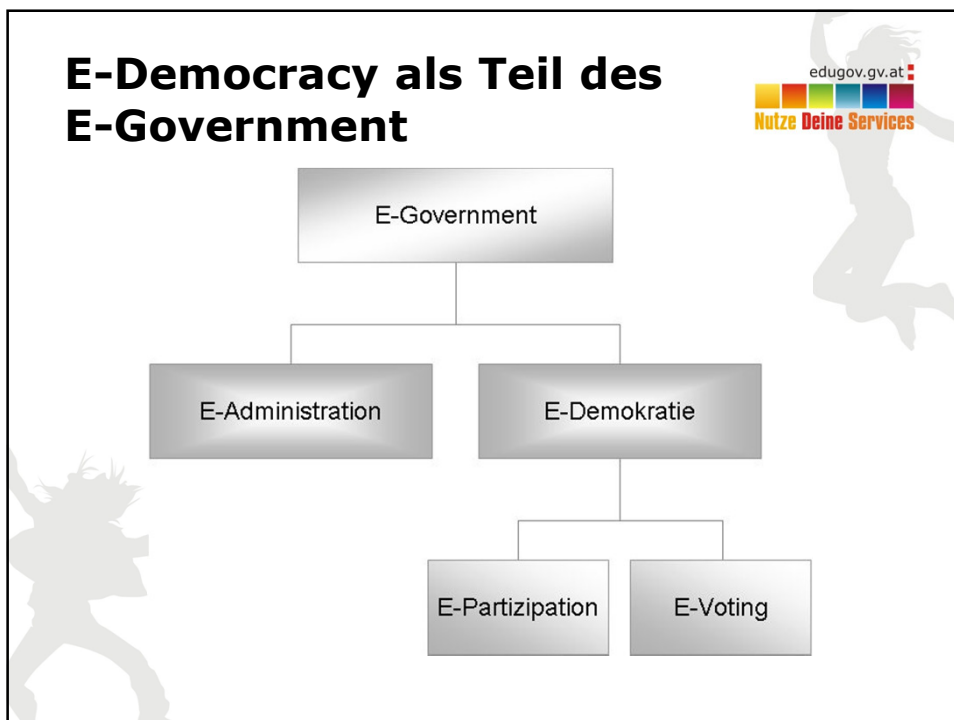 E-Democracy als Teil des
E-Government
edugov.gv.at
Nutze Deine Services
E-Government
E-Administration
E-Demokratie
E-Partizipation
E-Voting